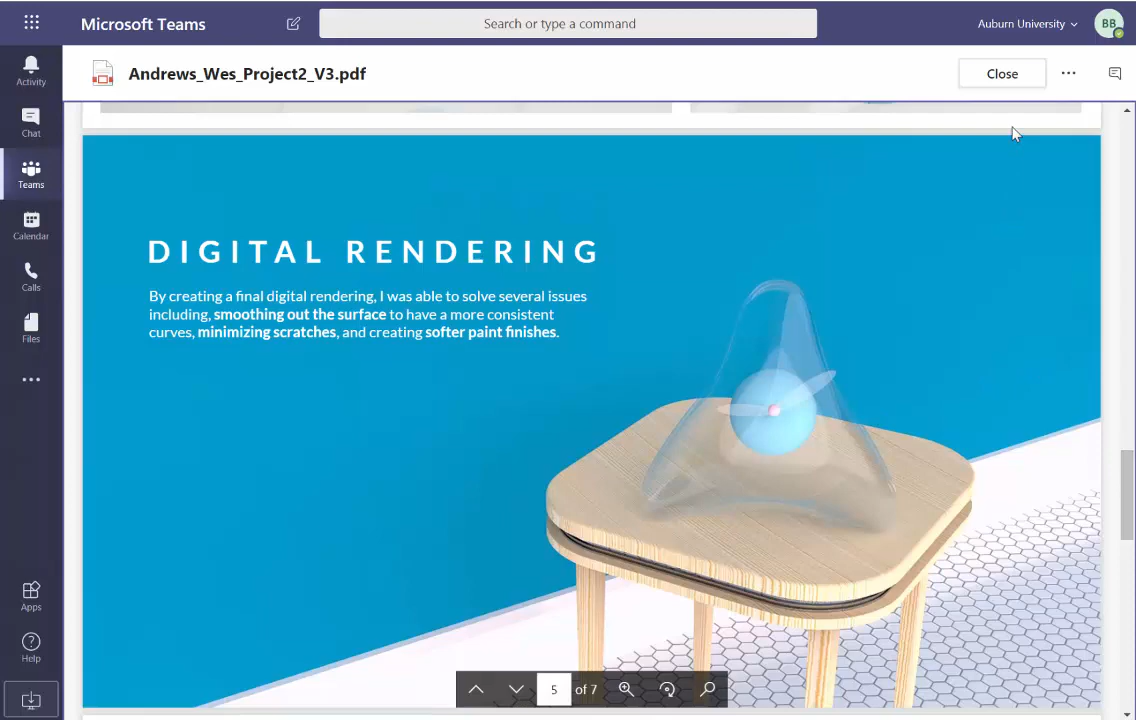 Microsoft Teams
Search or type a command
Auburn University
BB
Activity
Chat
Teams
Calendar
Calls
Files
Apps
Help
Andrews_Wes_Project2_V3.pdf
Close
DIGITAL RENDERING
By creating a final digital rendering, I was able to solve several issues
including, smoothing out the surface to have a more consistent
curves, minimizing scratches, and creating softer paint finishes.
5 of 7